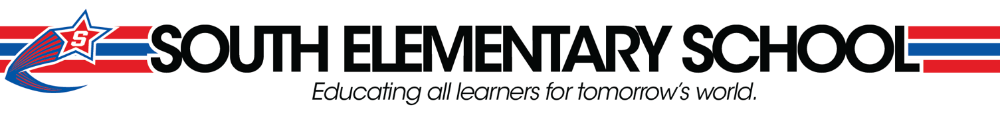 S
SOUTH ELEMENTARY SCHOOL
Educating all learners for tomorrow's world.